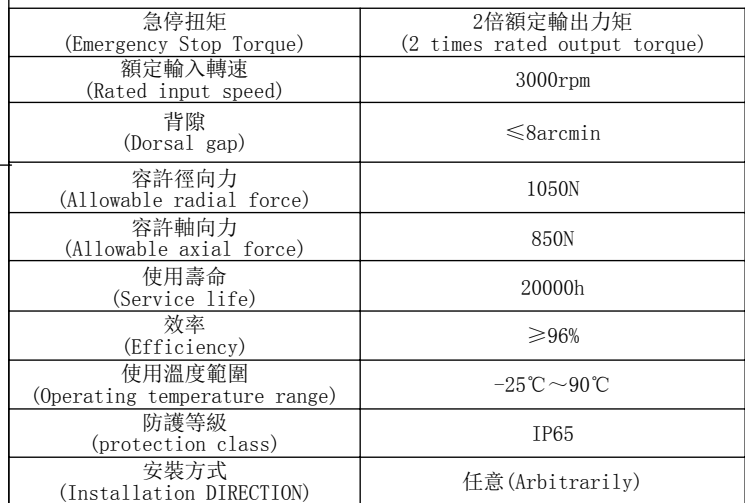 急停扭矩
(Emergency Stop Torque)
2倍額定輸出力矩
(2 times rated output torque)
額定輸入轉速
(Rated input speed)
3000rpm
背隙
(Dorsal gap)
≤8arcmin
容許徑向力
(Allowable radial force)
1050N
容許軸向力
(Allowable axial force)
850N
使用壽命
(Service life)
20000h
效率
(Efficiency)
≥96%
使用溫度範圍
(Operating temperature range)
-25℃~90℃
防護等級
(protection class)
IP65
安裝方式
(Installation DIRECTION)
任意(Arbitrarily)